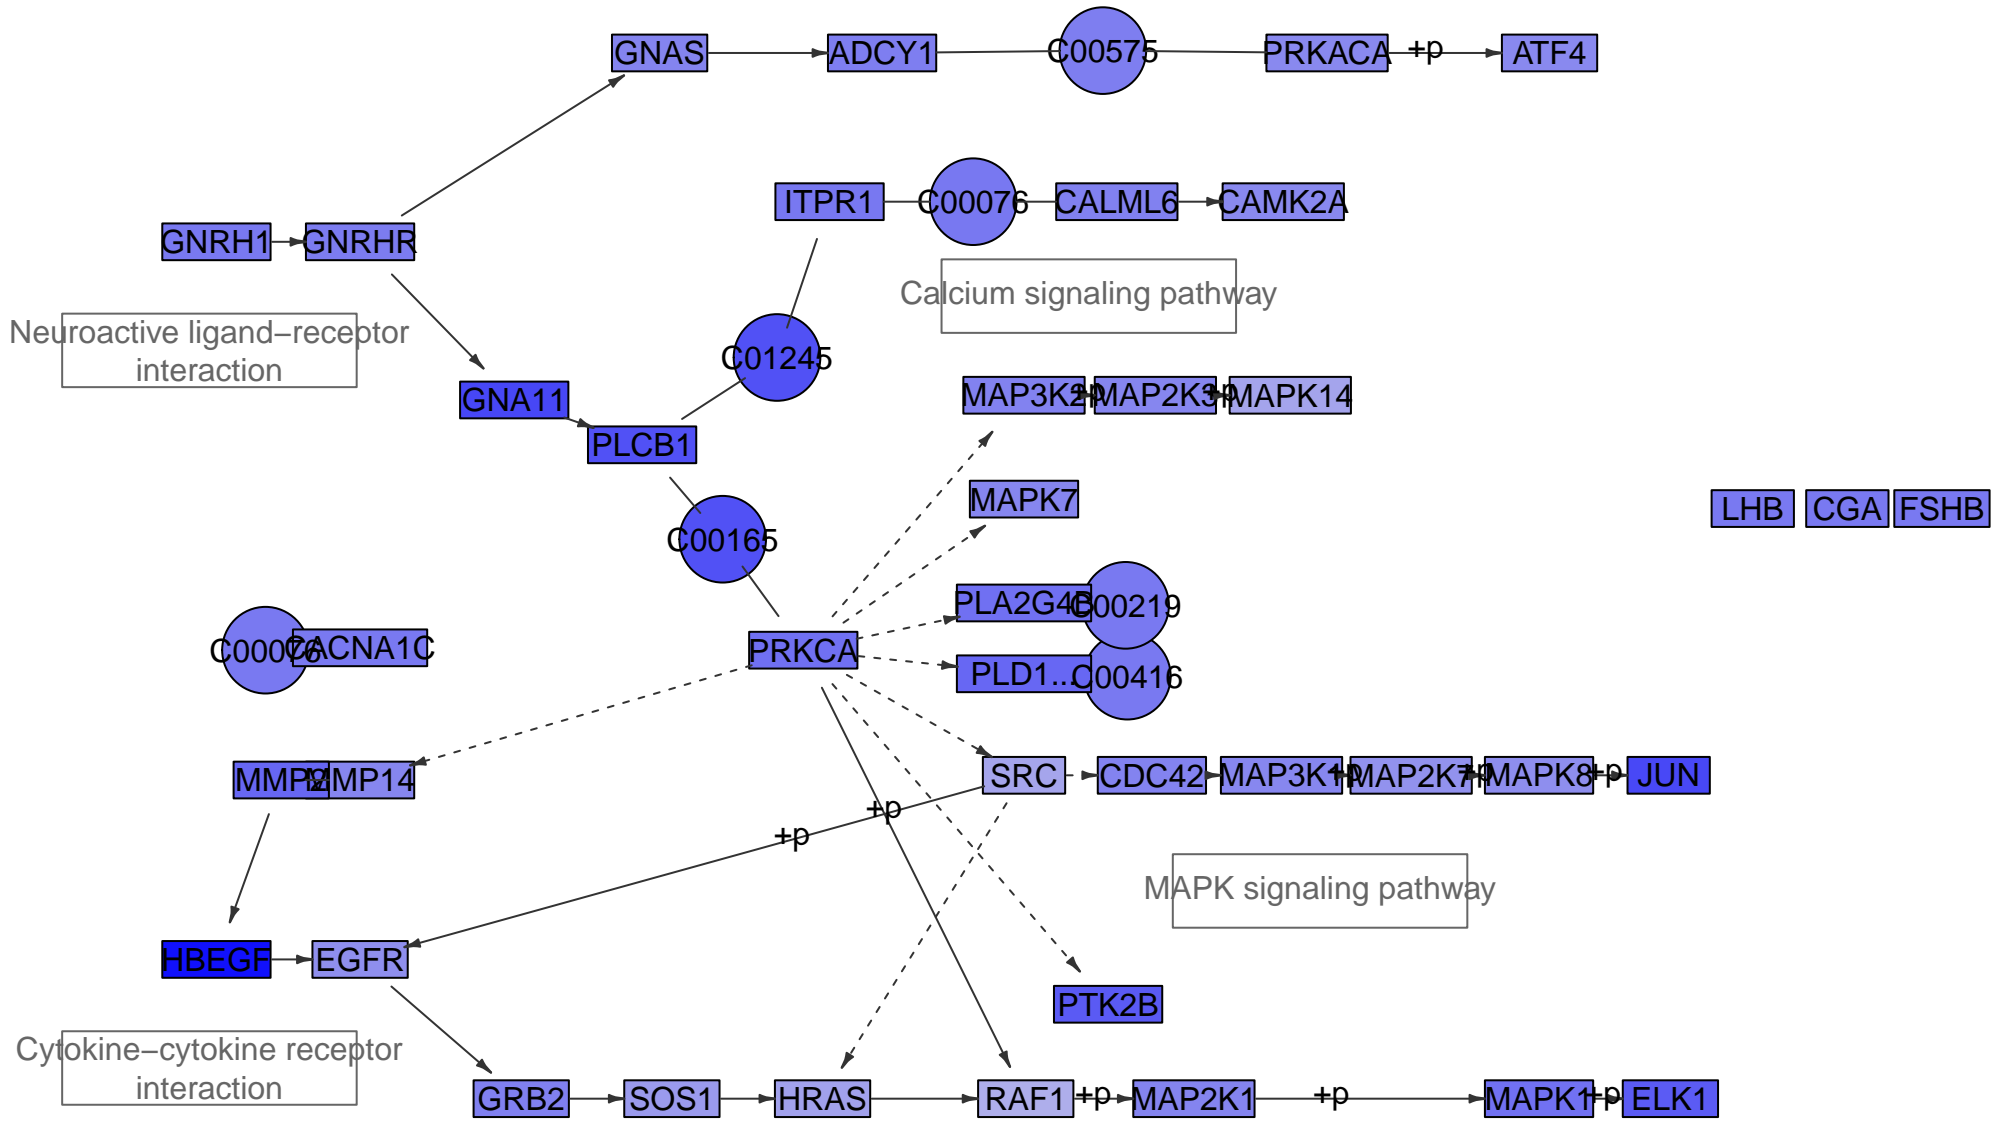 GNAS
ADCY1
C00575
PRKACA
+p
ATF4
ITPR1
C00076
CALML6
CAMK2A
GNRH1
GNRHR
Calcium signaling pathway
Neuroactive ligand–receptor
interaction
C01245
GNA11
MAP3K2
+p
MAP2K3
+p
MAPK14
PLCB1
MAPK7
LHB
CGA
FSHB
C00165
PLA2G4B
C00219
C00076
CACNA1C
PRKCA
PLD1...
C00416
MMP2
MMP14
SRC
CDC42
MAP3K1
+p
MAP2K7
+p
MAPK8
+p
JUN
+p
+p
MAPK signaling pathway
HBEGF
EGFR
PTK2B
Cytokine–cytokine receptor
interaction
GRB2
SOS1
HRAS
RAF1
+p
MAP2K1
+p
MAPK1
+p
ELK1